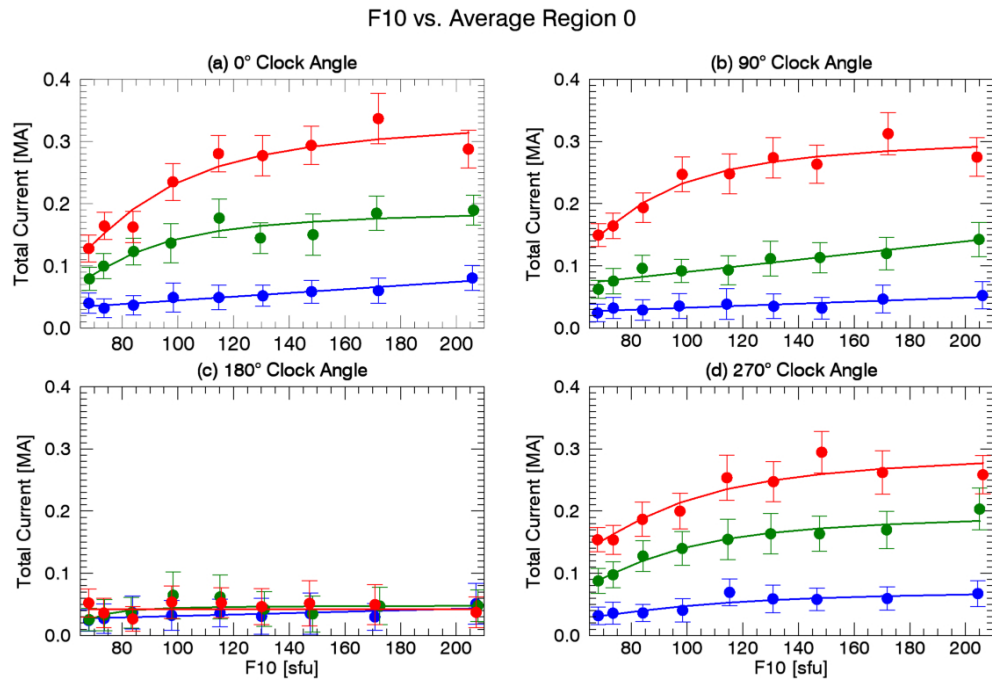 F10 vs. Average Region 0
(a) 0° Clock Angle
(b) 90° Clock Angle
0.4
0.3
0.2
0.1
0.0
Total Current [MA]
80 100 120 140 160 180 200
0.4
0.3
0.2
0.1
0.0
Total Current [MA]
80 100 120 140 160 180 200
(c) 180° Clock Angle
(d) 270° Clock Angle
0.4
0.3
0.2
0.1
0.0
Total Current [MA]
80 100 120 140 160 180 200
F10 [sfu]
0.4
0.3
0.2
0.1
0.0
Total Current [MA]
80 100 120 140 160 180 200
F10 [sfu]